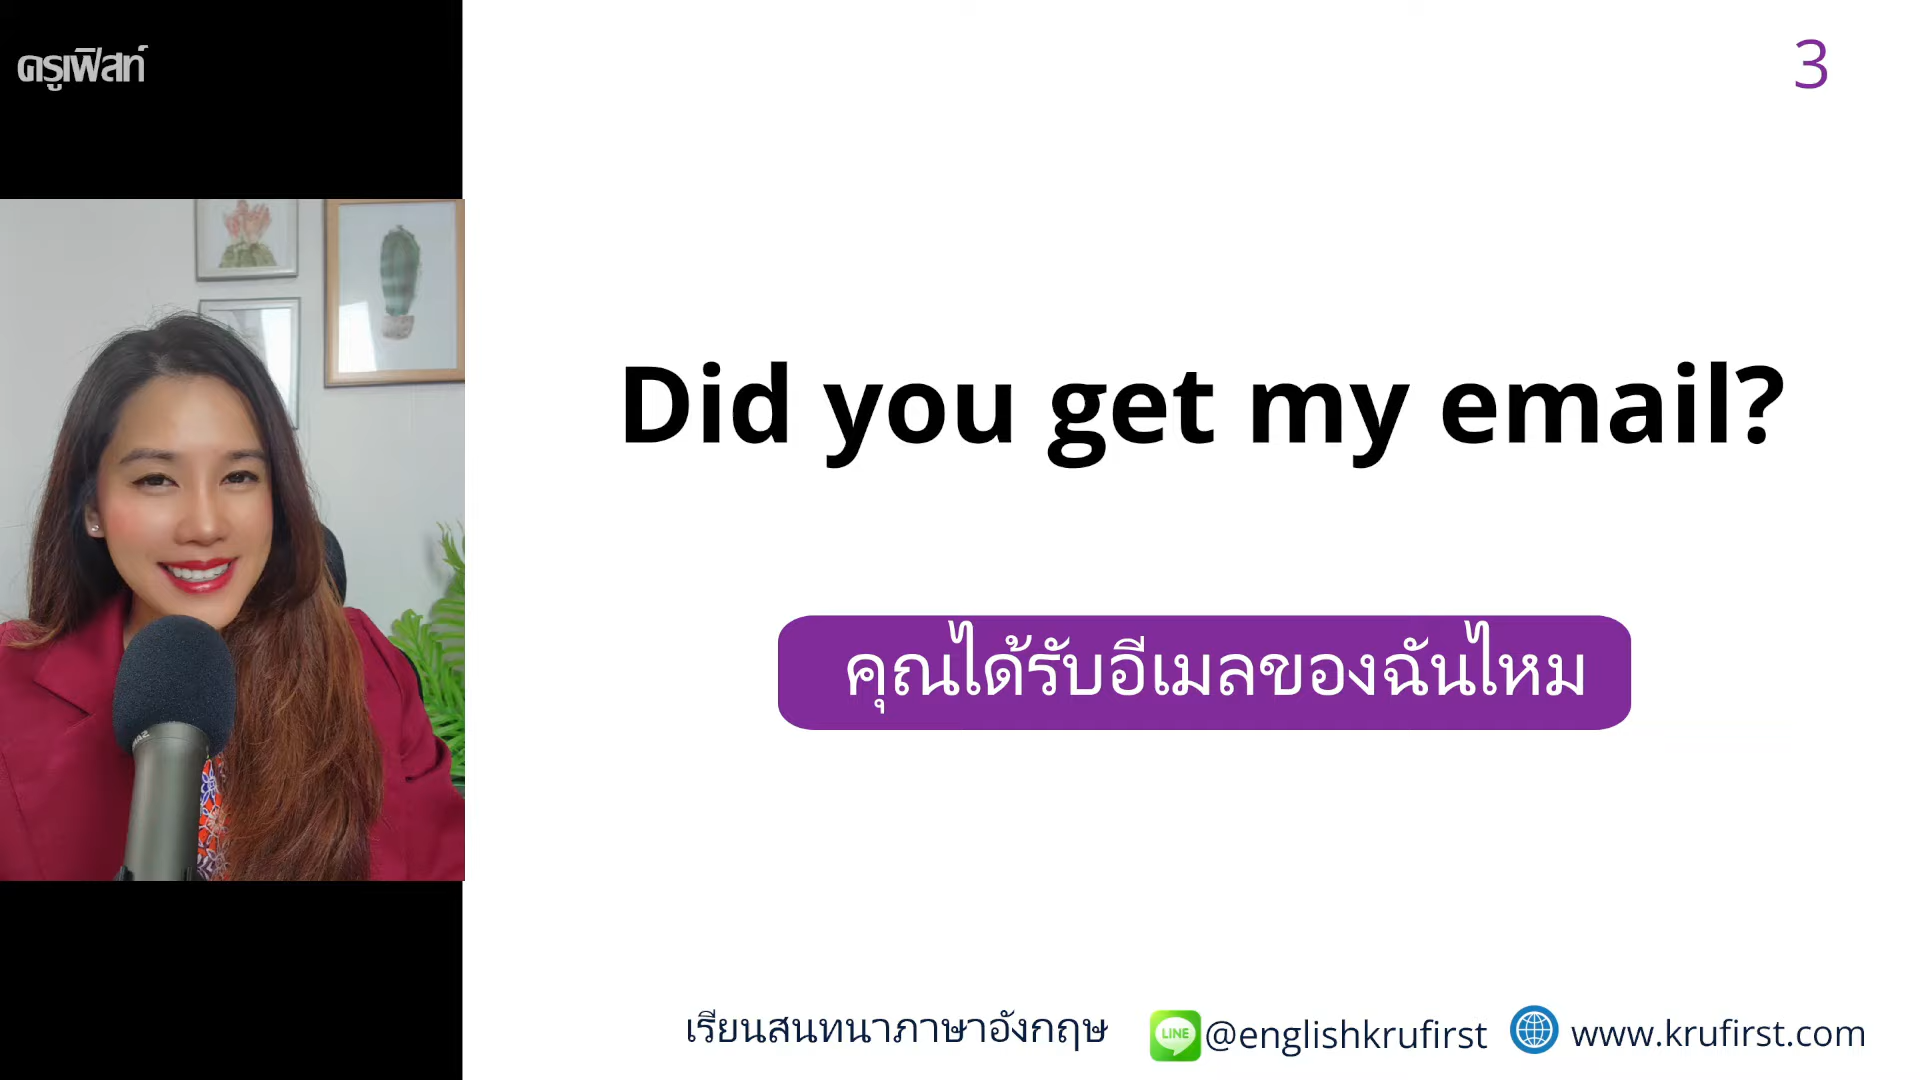 ครูเฟิสท์
3
Did you get my email?
คุณได้รับอีเมลของฉันไหม
เรียนสนทนาภาษาอังกฤษ
LINE
@englishkrufirst
www.krufirst.com